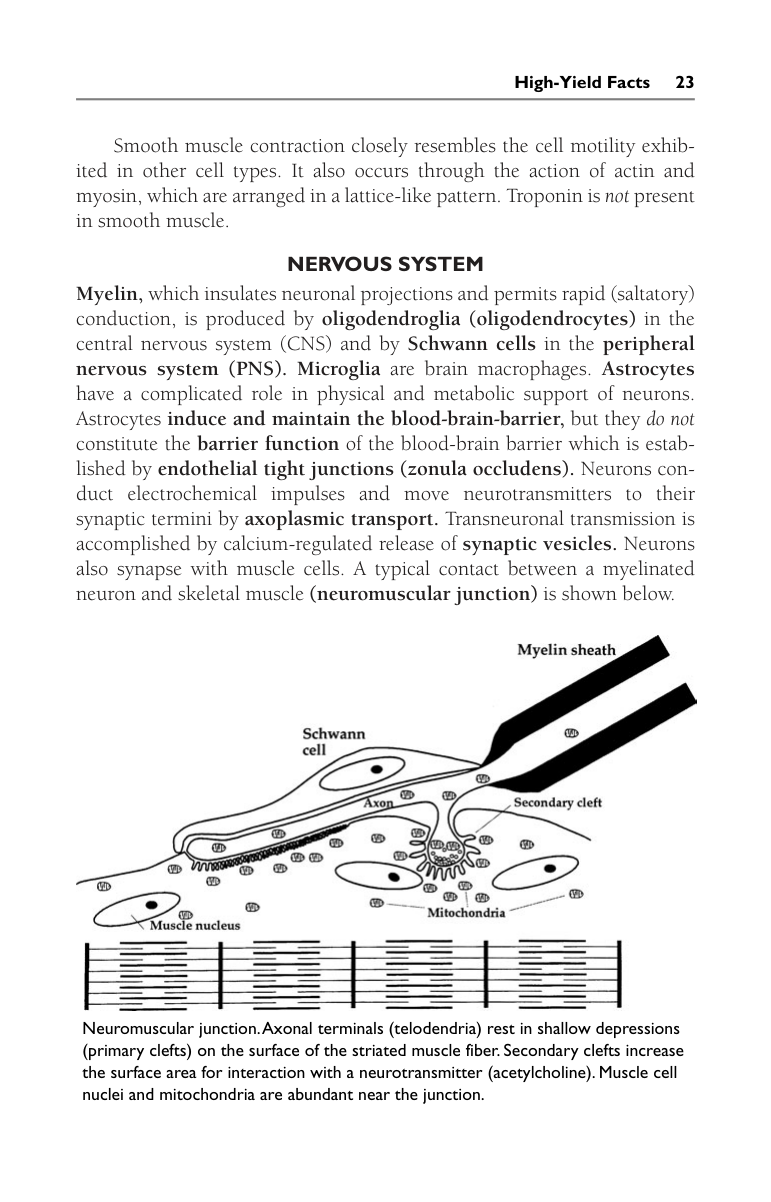 High-Yield Facts 23
Smooth muscle contraction closely resembles the cell motility exhib-
ited in other cell types. It also occurs through the action of actin and
myosin, which are arranged in a lattice-like pattern. Troponin is not present
in smooth muscle.
NERVOUS SYSTEM
Myelin, which insulates neuronal projections and permits rapid (saltatory)
conduction, is produced by oligodendroglia (oligodendrocytes) in the
central nervous system (CNS) and by Schwann cells in the peripheral
nervous system (PNS). Microglia are brain macrophages. Astrocytes
have a complicated role in physical and metabolic support of neurons.
Astrocytes induce and maintain the blood-brain-barrier, but they do not
constitute the barrier function of the blood-brain barrier which is estab-
lished by endothelial tight junctions (zonula occludens). Neurons con-
duct electrochemical impulses and move neurotransmitters to their
synaptic termini by axoplasmic transport. Transneuronal transmission is
accomplished by calcium-regulated release of synaptic vesicles. Neurons
also synapse with muscle cells. A typical contact between a myelinated
neuron and skeletal muscle (neuromuscular junction) is shown below.
Myelin sheath
Schwann
cell
Axon
Secondary cleft
Mitochondria
Muscle nucleus
Neuromuscular junction. Axonal terminals (telodendria) rest in shallow depressions
(primary clefts) on the surface of the striated muscle fiber. Secondary clefts increase
the surface area for interaction with a neurotransmitter (acetylcholine). Muscle cell
nuclei and mitochondria are abundant near the junction.